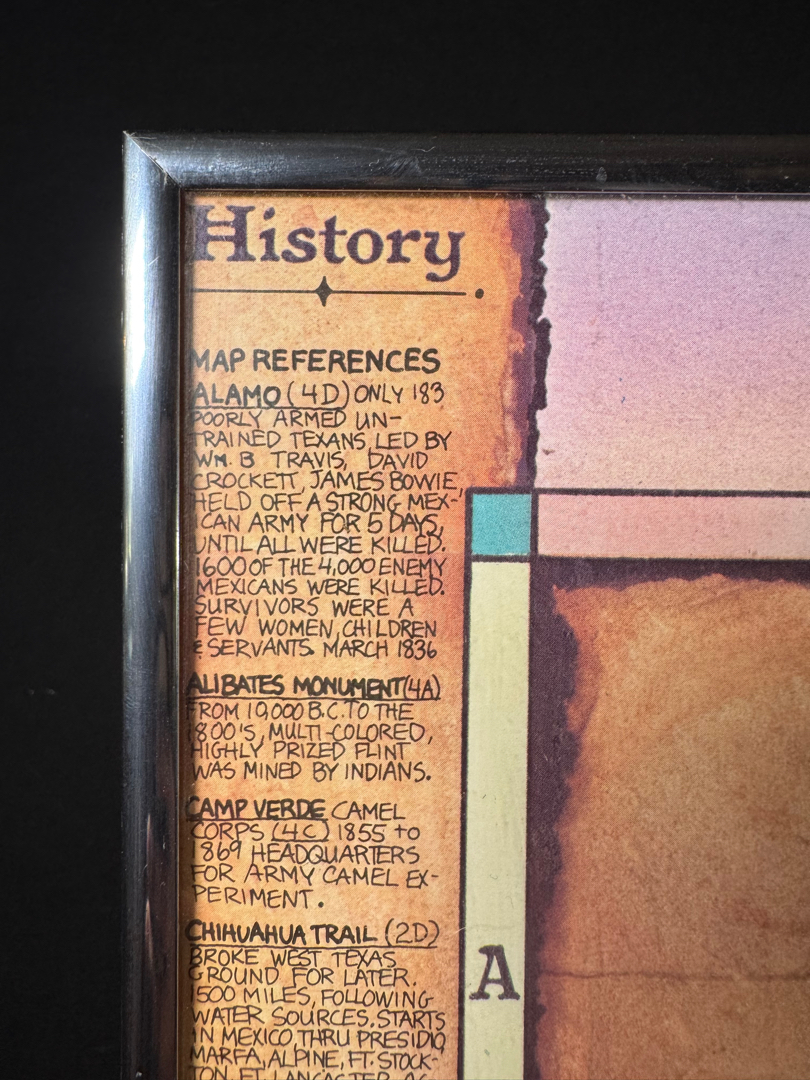 History
MAP REFERENCES
ALAMO (4D) ONLY 183
POORLY ARMED UN-
TRAINED TEXANS LED BY
WM. B TRAVIS, DAVID
CROCKETT, JAMES BOWIE,
HELD OFF A STRONG MEX-
ICAN ARMY FOR 5 DAYS,
UNTIL ALL WERE KILLED.
1600 OF THE 4,000 ENEMY
MEXICANS WERE KILLED.
SURVIVORS WERE A
FEW WOMEN, CHILDREN
& SERVANTS. MARCH 1836
ALIBATES MONUMENT (4A)
FROM 10,000 B.C. TO THE
1800'S, MULTI-COLORED,
HIGHLY PRIZED FLINT
WAS MINED BY INDIANS.
CAMP VERDE CAMEL
CORPS (4C) 1855 to
1869 HEADQUARTERS
FOR ARMY CAMEL EX-
PERIMENT.
CHIHUAHUA TRAIL (2D)
BROKE WEST TEXAS
GROUND FOR LATER.
1500 MILES, FOLLOWING
WATER SOURCES. STARTS
IN MEXICO, THRU PRESIDIO
MARFA, ALPINE, FT. STOCK-
TON, FT. LANCASTER
A